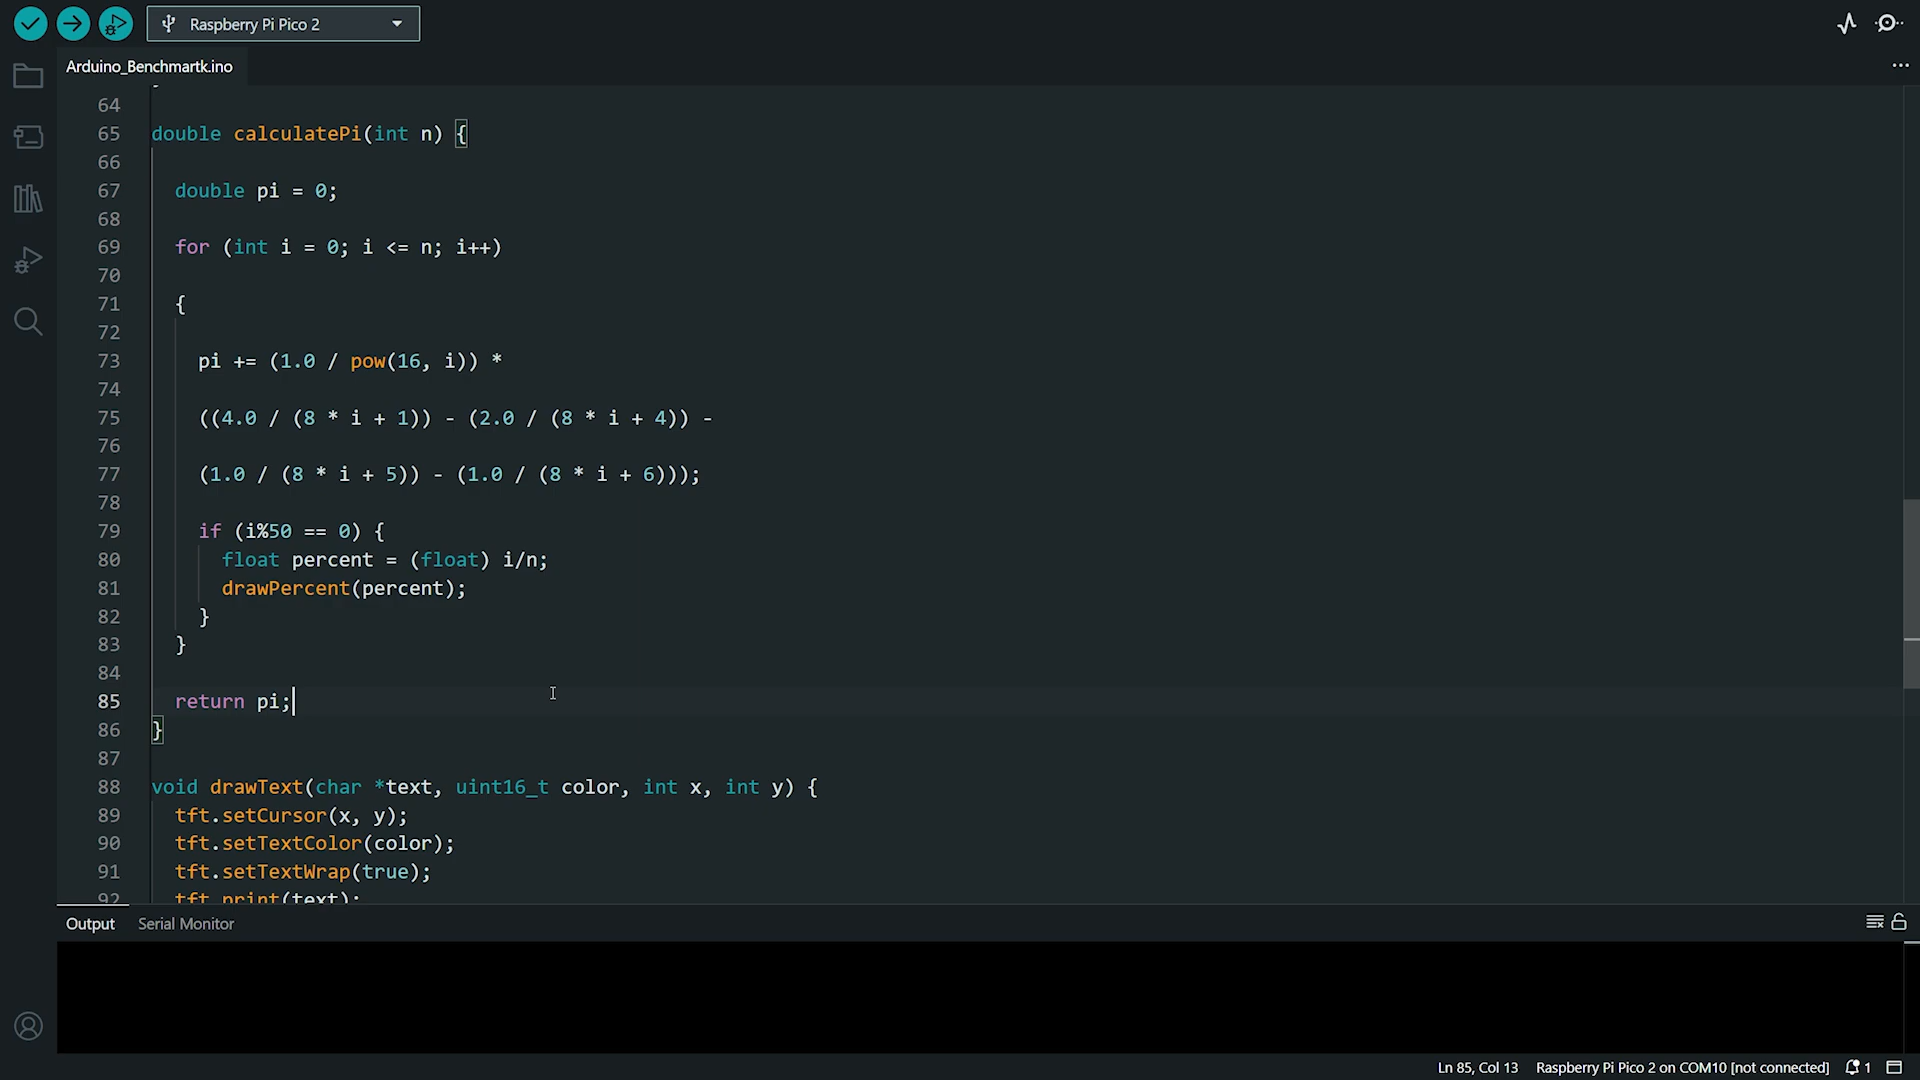 Raspberry Pi Pico 2
Arduino_Benchmartk.ino
64
65 double calculatePi(int n) {
66
67 double pi = 0;
68
69 for (int i = 0; i <= n; i++)
70
71 {
72
73 pi += (1.0 / pow(16, i)) *
74
75 ((4.0 / (8 * i + 1)) - (2.0 / (8 * i + 4)) -
76
77 (1.0 / (8 * i + 5)) - (1.0 / (8 * i + 6)));
78
79 if (i%50 == 0) {
80 float percent = (float) i/n;
81 drawPercent(percent);
82 }
83 }
84
85 return pi;
86 }
87
88 void drawText(char *text, uint16_t color, int x, int y) {
89 tft.setCursor(x, y);
90 tft.setTextColor(color);
91 tft.setTextWrap(true);
92 tft.print(text);
Output Serial Monitor
Ln 85, Col 13 Raspberry Pi Pico 2 on COM10 [not connected] 1